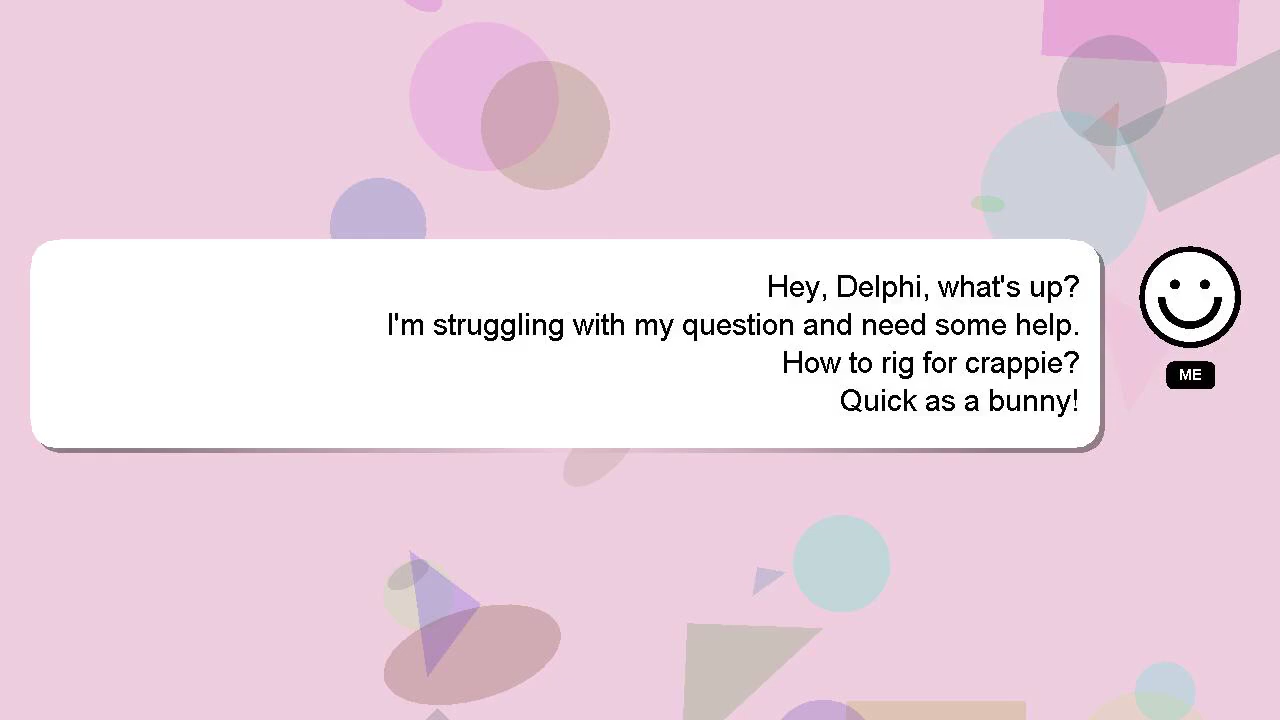 Hey, Delphi, what's up?
I'm struggling with my question and need some help.
How to rig for crappie?
Quick as a bunny!
ME